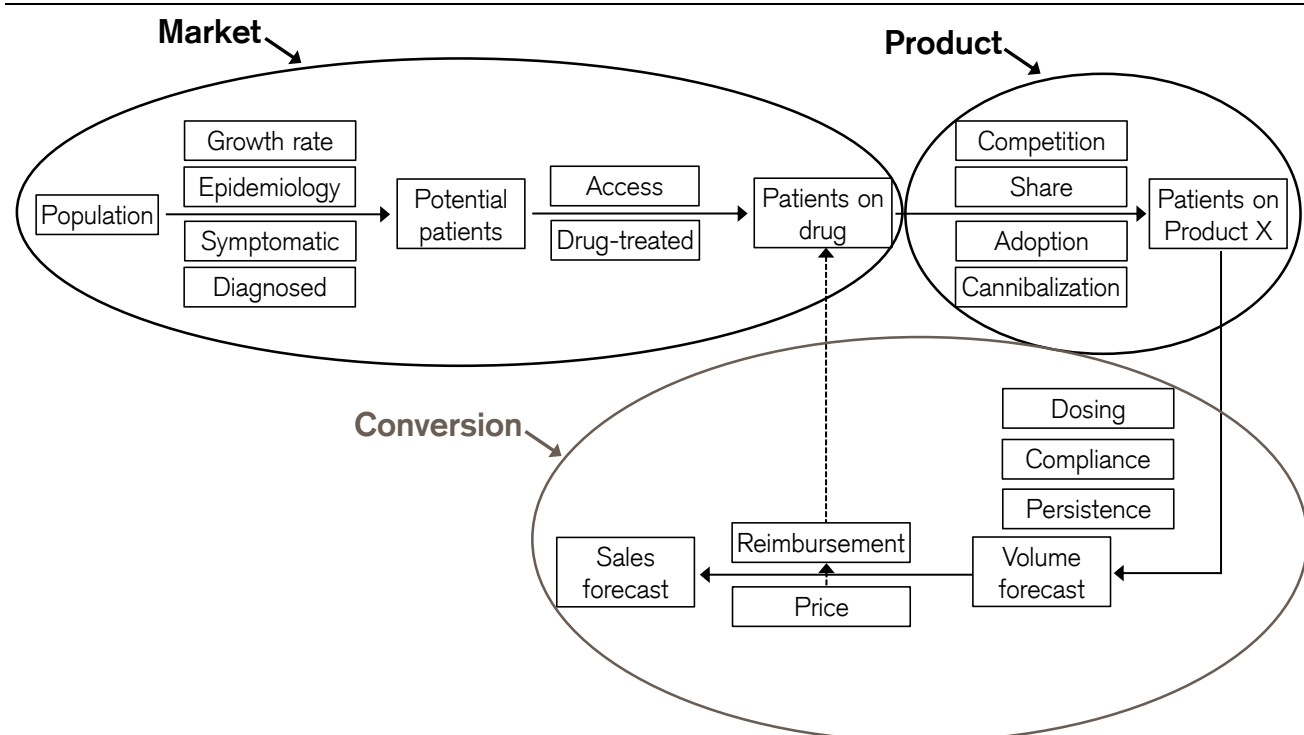 Market
Product
Growth rate
Epidemiology
Population
Symptomatic
Diagnosed
Potential
patients
Access
Drug-treated
Patients on
drug
Competition
Share
Adoption
Cannibalization
Patients on
Product X
Conversion
Dosing
Compliance
Persistence
Sales
forecast
Reimbursement
Price
Volume
forecast